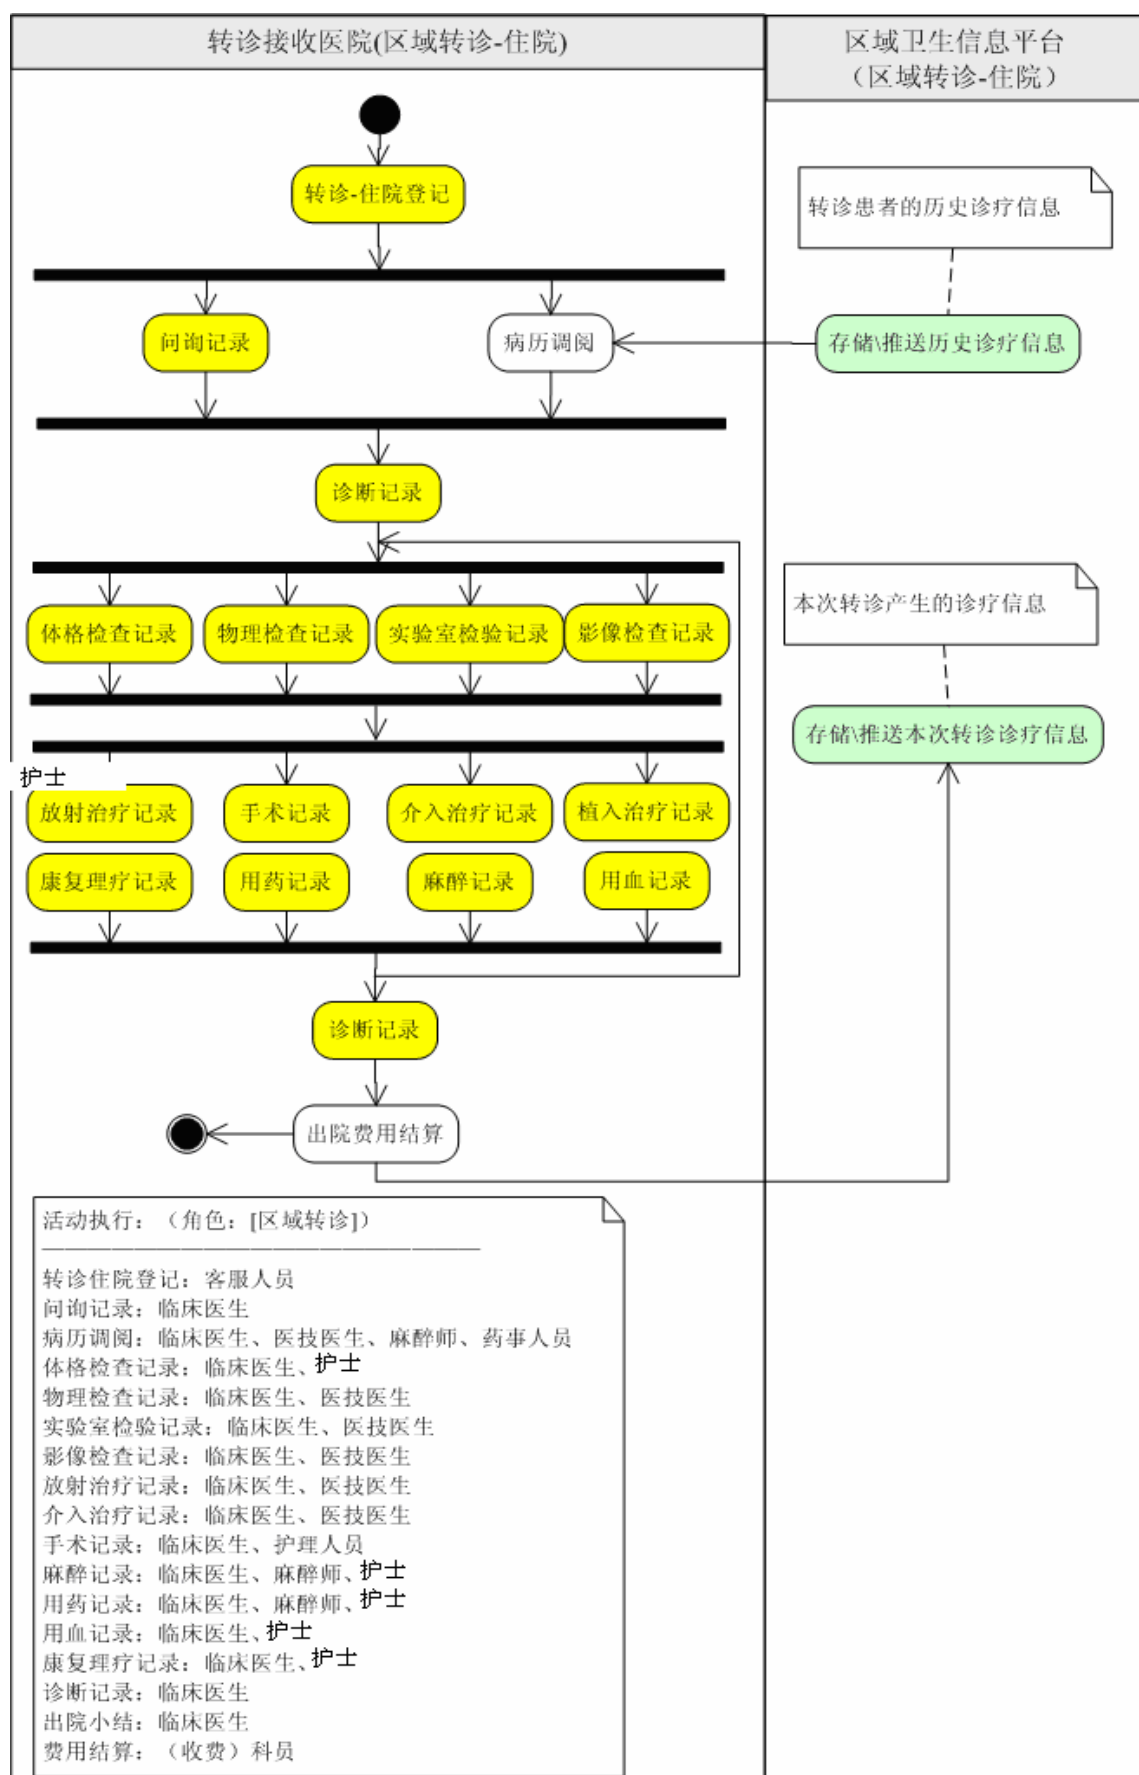 转诊接收医院(区域转诊-住院)
区域卫生信息平台
（区域转诊-住院）
转诊-住院登记
转诊患者的历史诊疗信息
问询记录
病历调阅
存储\推送历史诊疗信息
诊断记录
本次转诊产生的诊疗信息
体格检查记录
物理检查记录
实验室检验记录
影像检查记录
存储\推送本次转诊诊疗信息
护士
放射治疗记录
手术记录
介入治疗记录
植入治疗记录
康复理疗记录
用药记录
麻醉记录
用血记录
诊断记录
出院费用结算
活动执行：（角色：[区域转诊]）
———————————————————
转诊住院登记：客服人员
问询记录：临床医生
病历调阅：临床医生、医技医生、麻醉师、药事人员
体格检查记录：临床医生、护士
物理检查记录：临床医生、医技医生
实验室检验记录：临床医生、医技医生
影像检查记录：临床医生、医技医生
放射治疗记录：临床医生、医技医生
介入治疗记录：临床医生、医技医生
手术记录：临床医生、护理人员
麻醉记录：临床医生、麻醉师、护士
用药记录：临床医生、麻醉师、护士
用血记录：临床医生、护士
康复理疗记录：临床医生、护士
诊断记录：临床医生
出院小结：临床医生
费用结算：（收费）科员